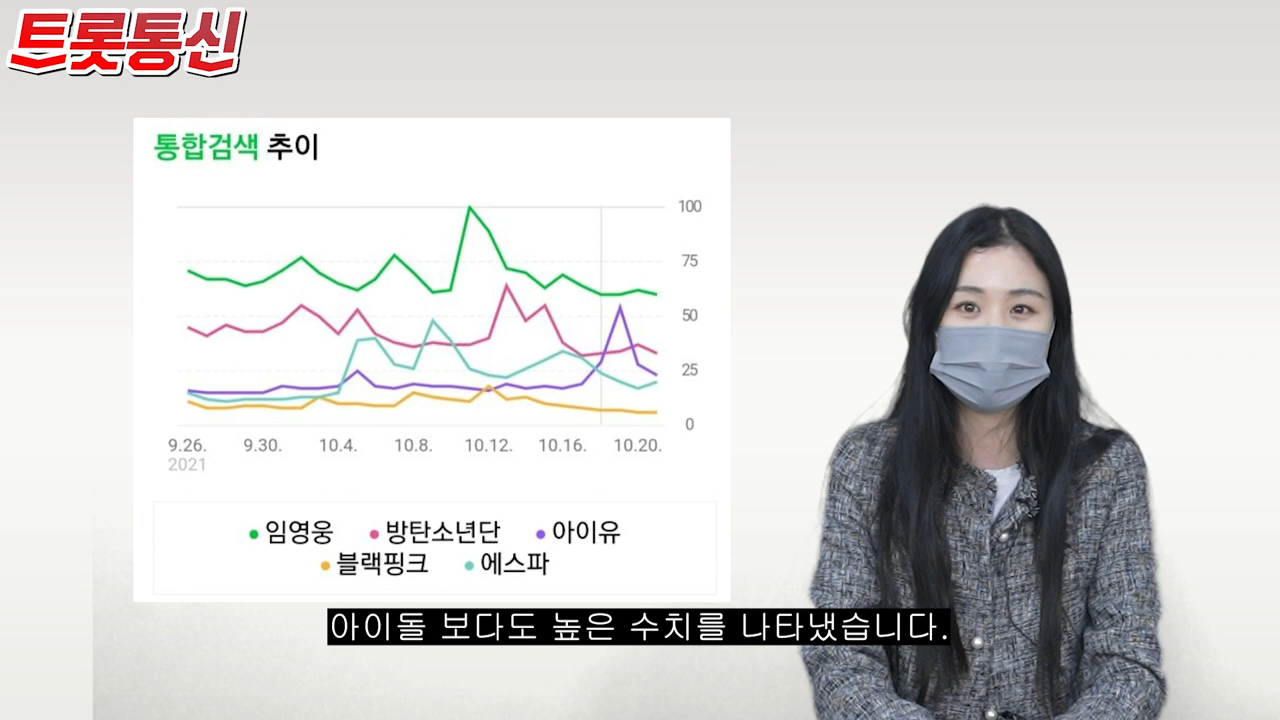 트롯통신
통합검색 추이
100
75
50
25
0
9.26. 9.30. 10.4. 10.8. 10.12. 10.16. 10.20.
2021
임영웅 방탄소년단 아이유
블랙핑크 에스파
아이돌 보다도 높은 수치를 나타냈습니다.